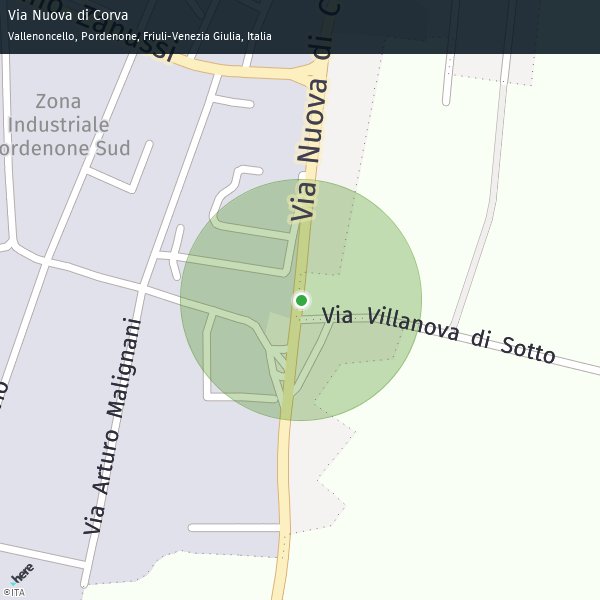 Via Nuova di Corva
Vallenoncello, Pordenone, Friuli-Venezia Giulia, Italia
Zanussi
Via Nuova di C
Zona
Industriale
ordenone Sud
Via Villanova di Sotto
Via Arturo Malignani
here
©ITA